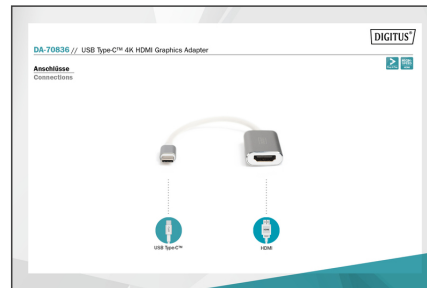 DIGITUS®
DA-70836 // USB Type-C™ 4K HDMI Graphics Adapter
Anschlüsse
Connections
USB Type-C™
HDMI